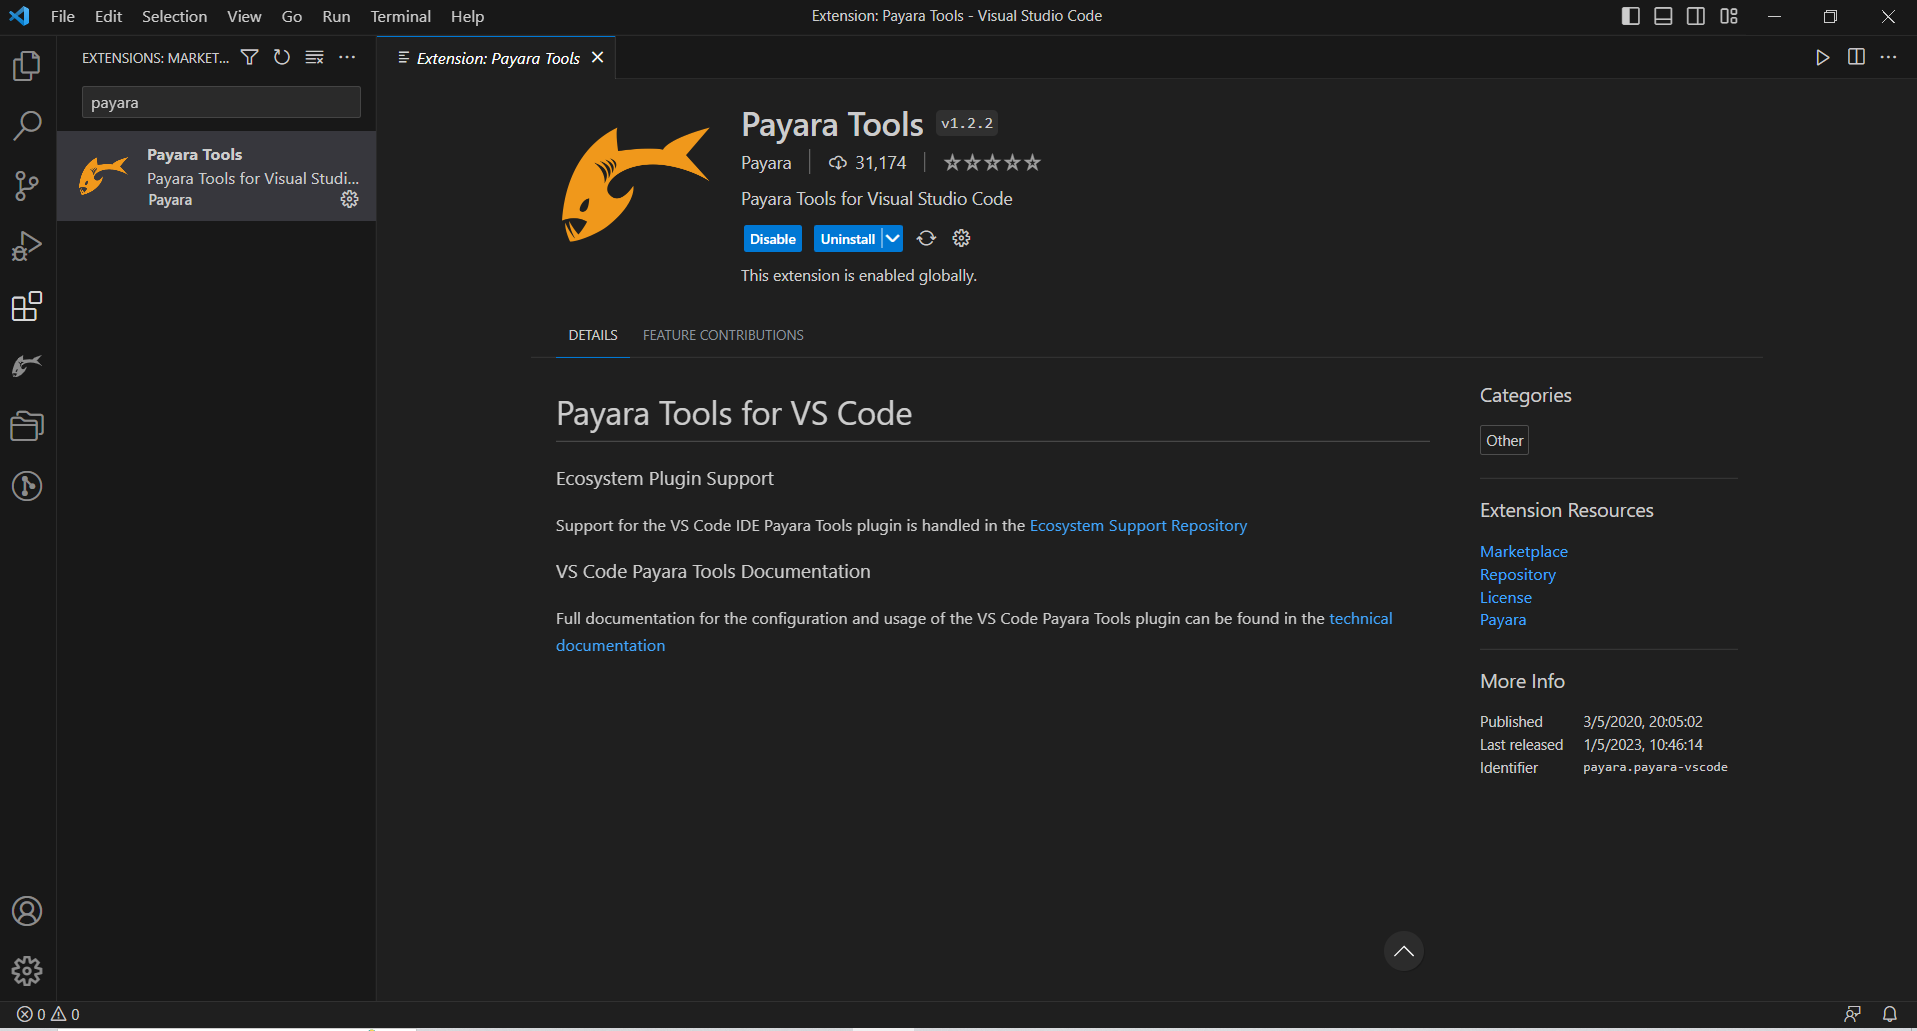 File Edit Selection View Go Run Terminal Help
Extension: Payara Tools - Visual Studio Code
EXTENSIONS: MARKET...
payara
Payara Tools
Payara Tools for Visual Studi...
Payara
Extension: Payara Tools
Payara Tools v1.2.2
Payara 31,174
Payara Tools for Visual Studio Code
Disable Uninstall
This extension is enabled globally.
DETAILS FEATURE CONTRIBUTIONS
Payara Tools for VS Code
Ecosystem Plugin Support
Support for the VS Code IDE Payara Tools plugin is handled in the Ecosystem Support Repository
VS Code Payara Tools Documentation
Full documentation for the configuration and usage of the VS Code Payara Tools plugin can be found in the technical
documentation
Categories
Other
Extension Resources
Marketplace
Repository
License
Payara
More Info
Published 3/5/2020, 20:05:02
Last released 1/5/2023, 10:46:14
Identifier payara.payara-vscode
0 0